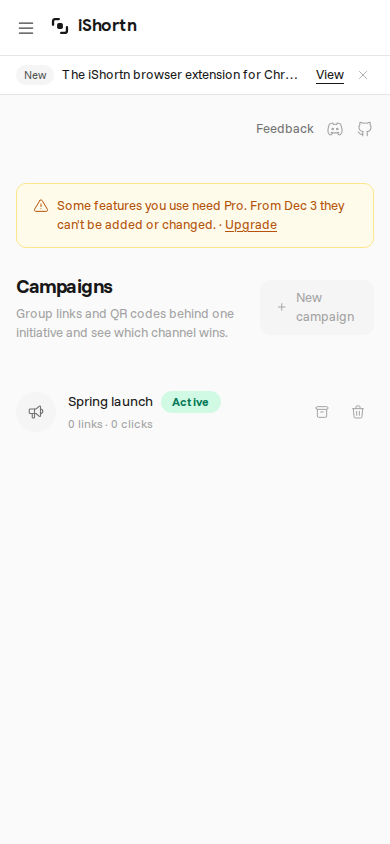 iShortn
New The iShortn browser extension for Chr... View
Feedback
Some features you use need Pro. From Dec 3 they
can't be added or changed. · Upgrade
Campaigns
Group links and QR codes behind one
initiative and see which channel wins.
New
campaign
Spring launch Active
0 links · 0 clicks